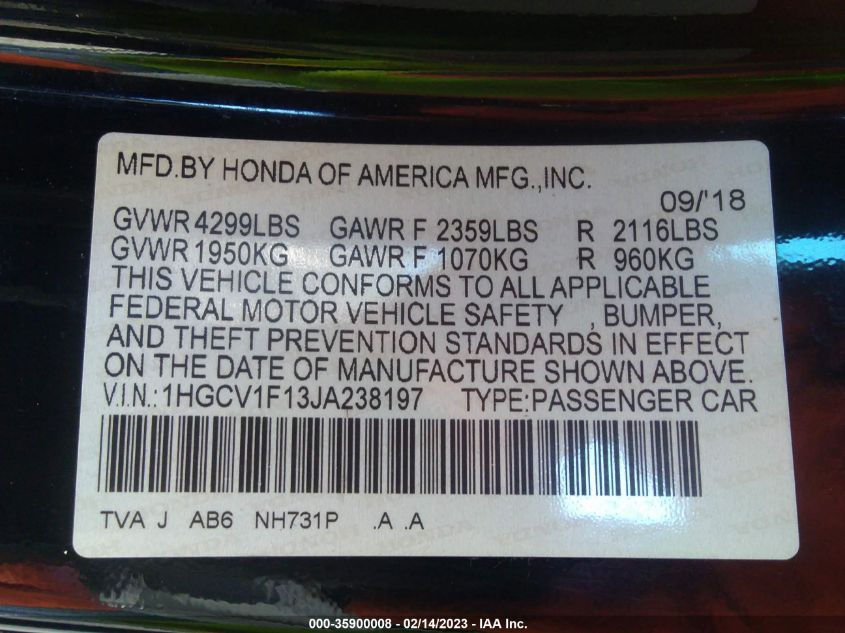 MFD.BY HONDA OF AMERICA MFG.,INC.
09/'18
GVWR 4299LBS GAWR F 2359LBS R 2116LBS
GVWR 1950KG GAWR F 1070KG R 960KG
THIS VEHICLE CONFORMS TO ALL APPLICABLE
FEDERAL MOTOR VEHICLE SAFETY , BUMPER,
AND THEFT PREVENTION STANDARDS IN EFFECT
ON THE DATE OF MANUFACTURE SHOWN ABOVE.
V.I.N.:1HGCV1F13JA238197 TYPE:PASSENGER CAR
TVA J AB6 NH731P .A .A
000-35900008 - 02/14/2023 - IAA Inc.